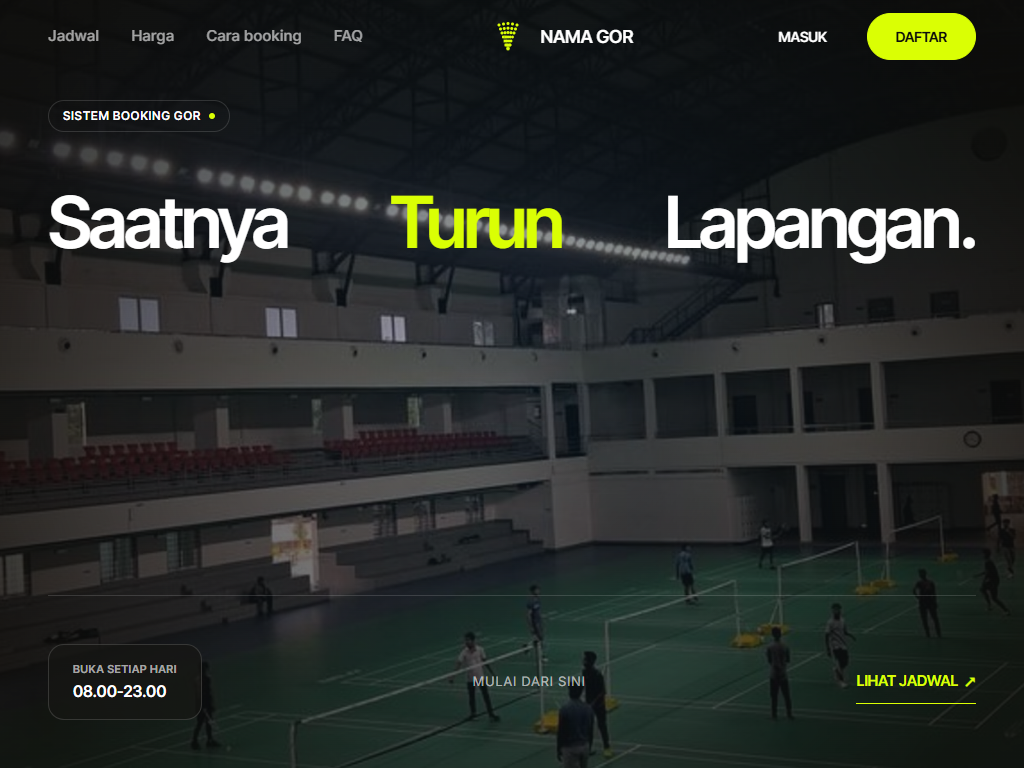 Jadwal Harga Cara booking FAQ NAMA GOR MASUK DAFTAR
SISTEM BOOKING GOR
Saatnya Turun Lapangan.
BUKA SETIAP HARI
08.00-23.00
MULAI DARI SINI
LIHAT JADWAL ↗